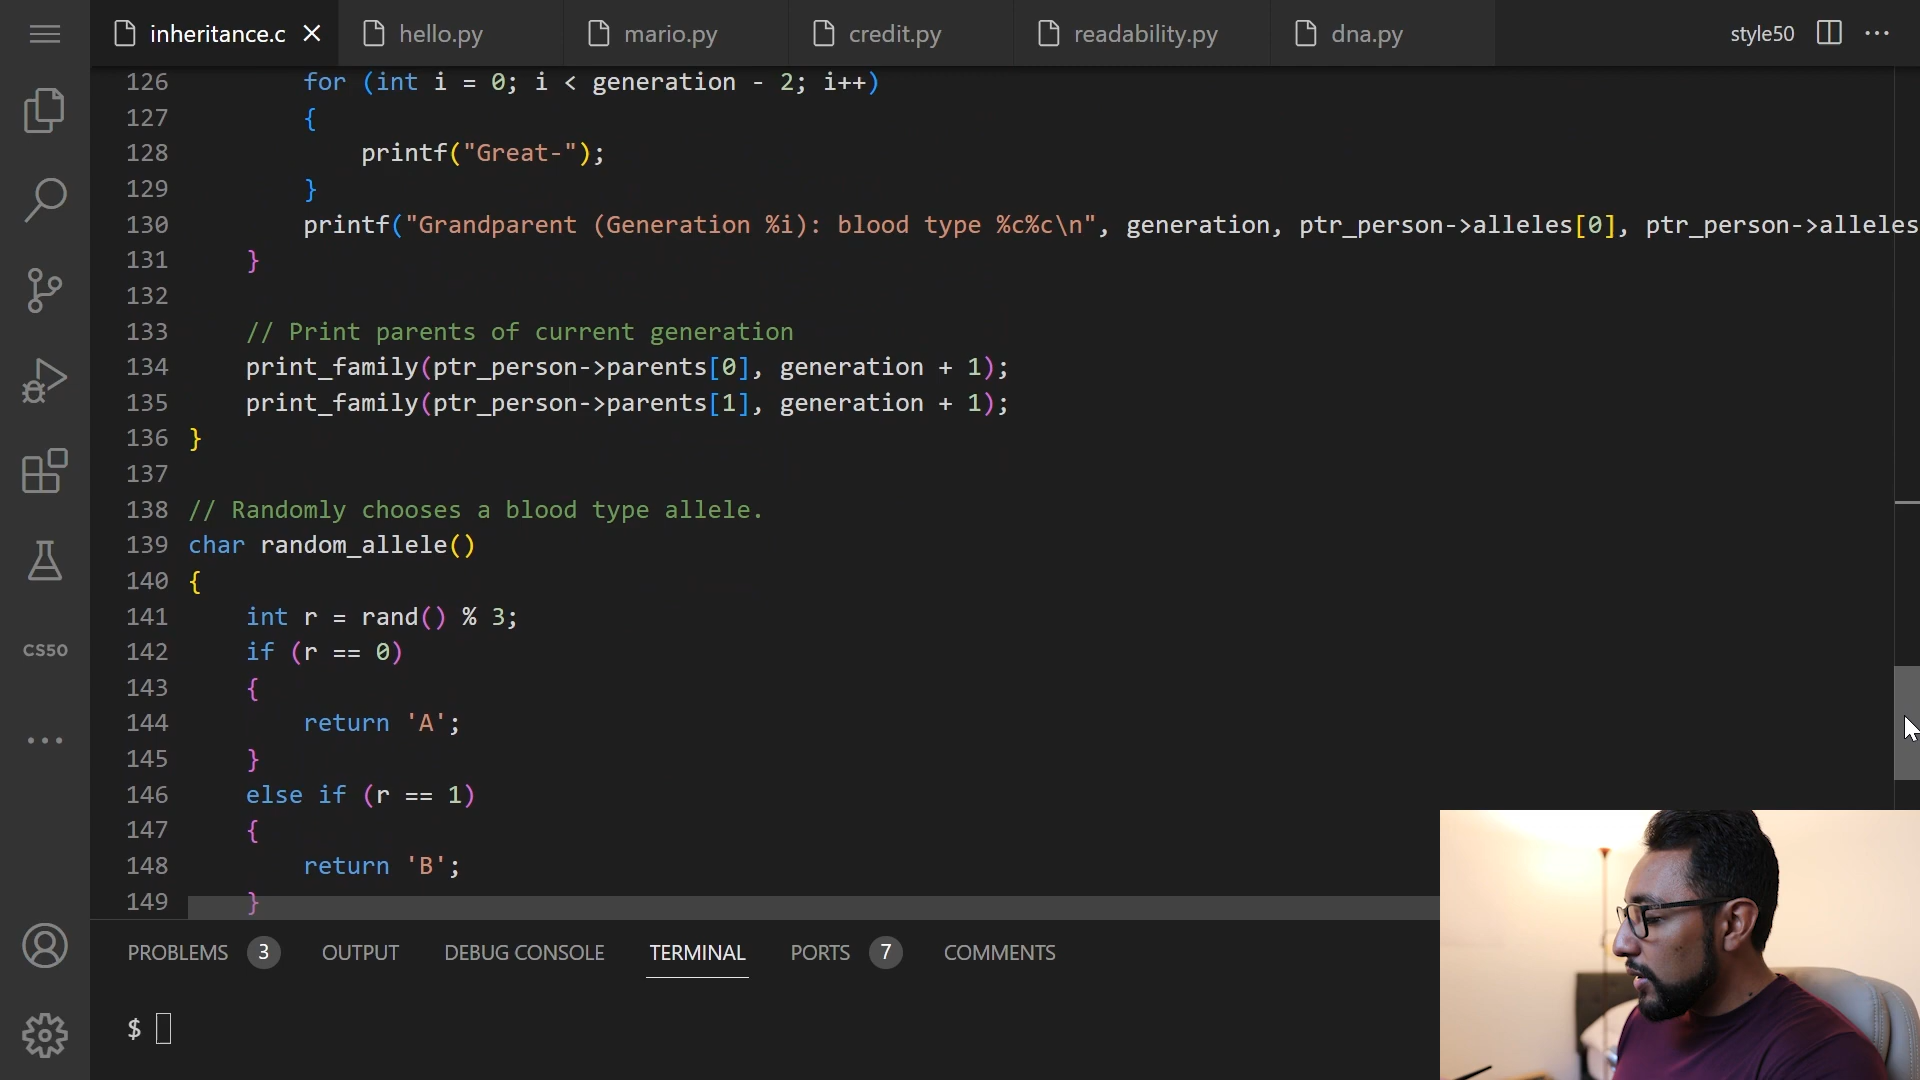 inheritance.c
hello.py
mario.py
credit.py
readability.py
dna.py
style50
126 for (int i = 0; i < generation - 2; i++)
127 {
128 printf("Great-");
129 }
130 printf("Grandparent (Generation %i): blood type %c%c\n", generation, ptr_person->alleles[0], ptr_person->alleles
131 }
132
133 // Print parents of current generation
134 print_family(ptr_person->parents[0], generation + 1);
135 print_family(ptr_person->parents[1], generation + 1);
136 }
137
138 // Randomly chooses a blood type allele.
139 char random_allele()
140 {
141 int r = rand() % 3;
142 if (r == 0)
143 {
144 return 'A';
145 }
146 else if (r == 1)
147 {
148 return 'B';
149 }
CS50
PROBLEMS 3 OUTPUT DEBUG CONSOLE TERMINAL PORTS 7 COMMENTS
$